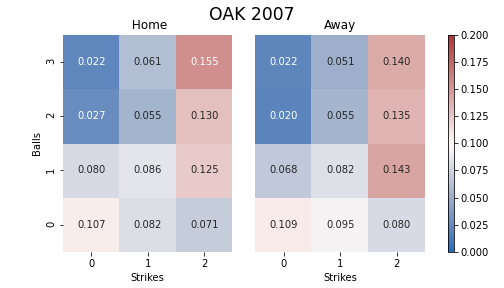 OAK 2007
Home Away
3 0.022 0.061 0.155 0.022 0.051 0.140
2 0.027 0.055 0.130 0.020 0.055 0.135
1 0.080 0.086 0.125 0.068 0.082 0.143
0 0.107 0.082 0.071 0.109 0.095 0.080
Balls
0 1 2 0 1 2
Strikes Strikes
0.200
0.175
0.150
0.125
0.100
0.075
0.050
0.025
0.000